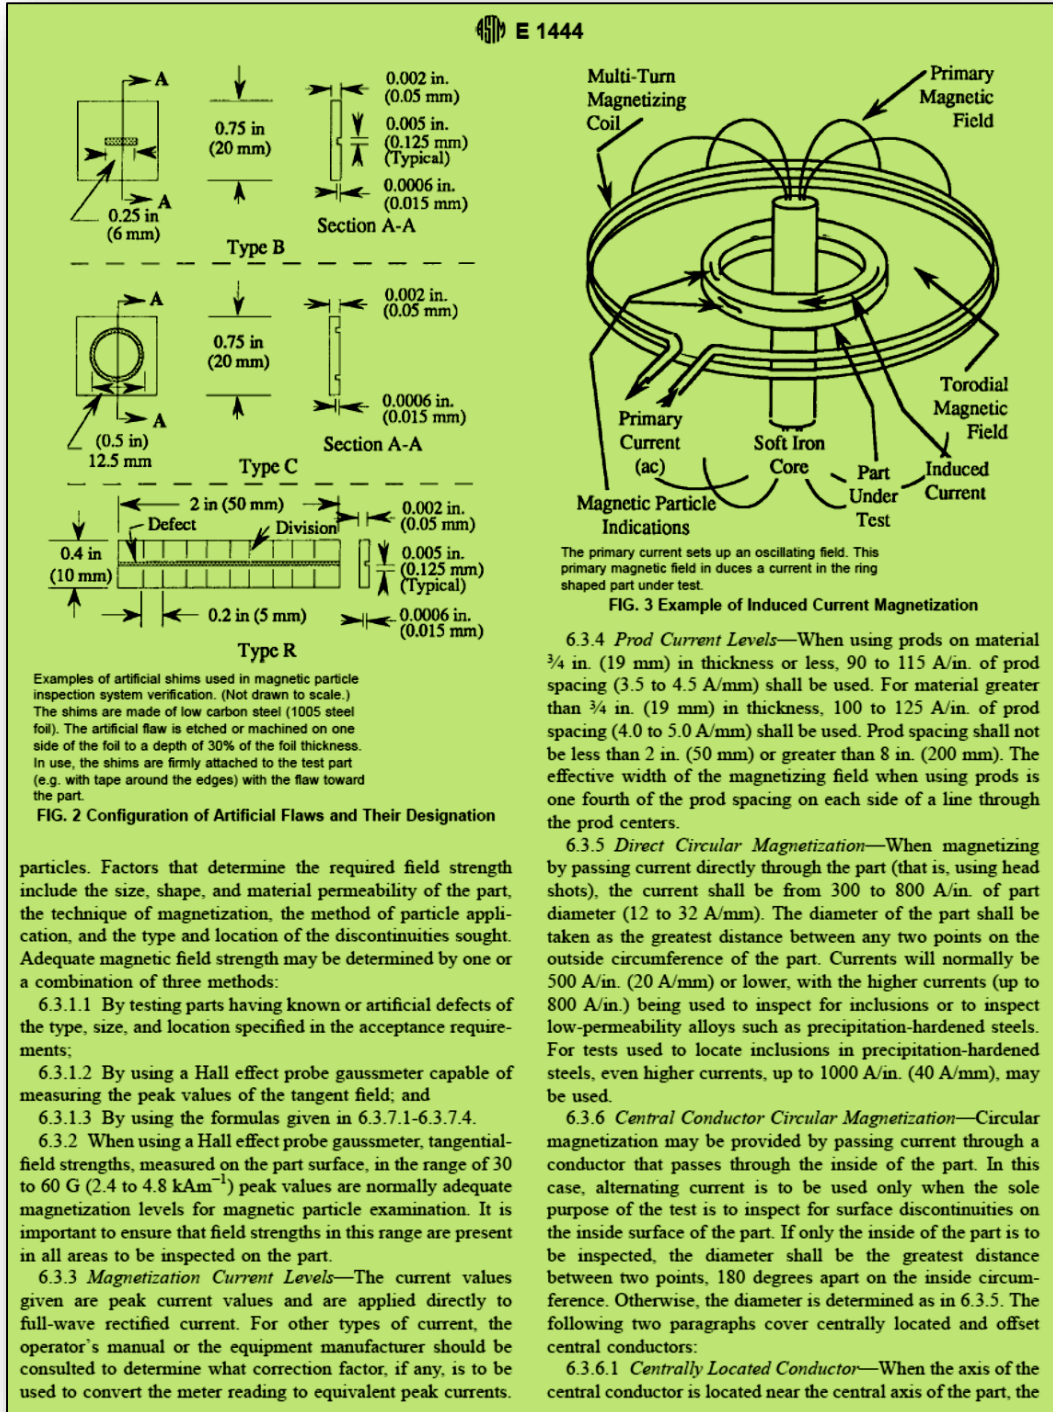 ASTM E 1444
A
0.75 in
(20 mm)
A
0.25 in
(6 mm)
0.002 in.
(0.05 mm)
0.005 in.
(0.125 mm)
(Typical)
0.0006 in.
(0.015 mm)
Section A-A
Type B
A
0.75 in
(20 mm)
A
(0.5 in)
12.5 mm
0.002 in.
(0.05 mm)
0.0006 in.
(0.015 mm)
Section A-A
Type C
2 in (50 mm)
Defect
Division
0.4 in
(10 mm)
0.2 in (5 mm)
0.002 in.
(0.05 mm)
0.005 in.
(0.125 mm)
(Typical)
0.0006 in.
(0.015 mm)
Type R
Examples of artificial shims used in magnetic particle
inspection system verification. (Not drawn to scale.)
The shims are made of low carbon steel (1005 steel
foil). The artificial flaw is etched or machined on one
side of the foil to a depth of 30% of the foil thickness.
In use, the shims are firmly attached to the test part
(e.g. with tape around the edges) with the flaw toward
the part.
FIG. 2 Configuration of Artificial Flaws and Their Designation
particles. Factors that determine the required field strength
include the size, shape, and material permeability of the part,
the technique of magnetization, the method of particle appli-
cation, and the type and location of the discontinuities sought.
Adequate magnetic field strength may be determined by one or
a combination of three methods:
6.3.1.1 By testing parts having known or artificial defects of
the type, size, and location specified in the acceptance require-
ments;
6.3.1.2 By using a Hall effect probe gaussmeter capable of
measuring the peak values of the tangent field; and
6.3.1.3 By using the formulas given in 6.3.7.1-6.3.7.4.
6.3.2 When using a Hall effect probe gaussmeter, tangential-
field strengths, measured on the part surface, in the range of 30
to 60 G (2.4 to 4.8 kAm⁻¹) peak values are normally adequate
magnetization levels for magnetic particle examination. It is
important to ensure that field strengths in this range are present
in all areas to be inspected on the part.
6.3.3 Magnetization Current Levels—The current values
given are peak current values and are applied directly to
full-wave rectified current. For other types of current, the
operator's manual or the equipment manufacturer should be
consulted to determine what correction factor, if any, is to be
used to convert the meter reading to equivalent peak currents.
Multi-Turn
Magnetizing
Coil
Primary
Magnetic
Field
Torodial
Magnetic
Field
Primary
Current
(ac)
Soft Iron
Core
Part
Under
Test
Induced
Current
Magnetic Particle
Indications
The primary current sets up an oscillating field. This
primary magnetic field in duces a current in the ring
shaped part under test.
FIG. 3 Example of Induced Current Magnetization
6.3.4 Prod Current Levels—When using prods on material
¾ in. (19 mm) in thickness or less, 90 to 115 A/in. of prod
spacing (3.5 to 4.5 A/mm) shall be used. For material greater
than ¾ in. (19 mm) in thickness, 100 to 125 A/in. of prod
spacing (4.0 to 5.0 A/mm) shall be used. Prod spacing shall not
be less than 2 in. (50 mm) or greater than 8 in. (200 mm). The
effective width of the magnetizing field when using prods is
one fourth of the prod spacing on each side of a line through
the prod centers.
6.3.5 Direct Circular Magnetization—When magnetizing
by passing current directly through the part (that is, using head
shots), the current shall be from 300 to 800 A/in. of part
diameter (12 to 32 A/mm). The diameter of the part shall be
taken as the greatest distance between any two points on the
outside circumference of the part. Currents will normally be
500 A/in. (20 A/mm) or lower, with the higher currents (up to
800 A/in.) being used to inspect for inclusions or to inspect
low-permeability alloys such as precipitation-hardened steels.
For tests used to locate inclusions in precipitation-hardened
steels, even higher currents, up to 1000 A/in. (40 A/mm), may
be used.
6.3.6 Central Conductor Circular Magnetization—Circular
magnetization may be provided by passing current through a
conductor that passes through the inside of the part. In this
case, alternating current is to be used only when the sole
purpose of the test is to inspect for surface discontinuities on
the inside surface of the part. If only the inside of the part is to
be inspected, the diameter shall be the greatest distance
between two points, 180 degrees apart on the inside circum-
ference. Otherwise, the diameter is determined as in 6.3.5. The
following two paragraphs cover centrally located and offset
central conductors:
6.3.6.1 Centrally Located Conductor—When the axis of the
central conductor is located near the central axis of the part, the